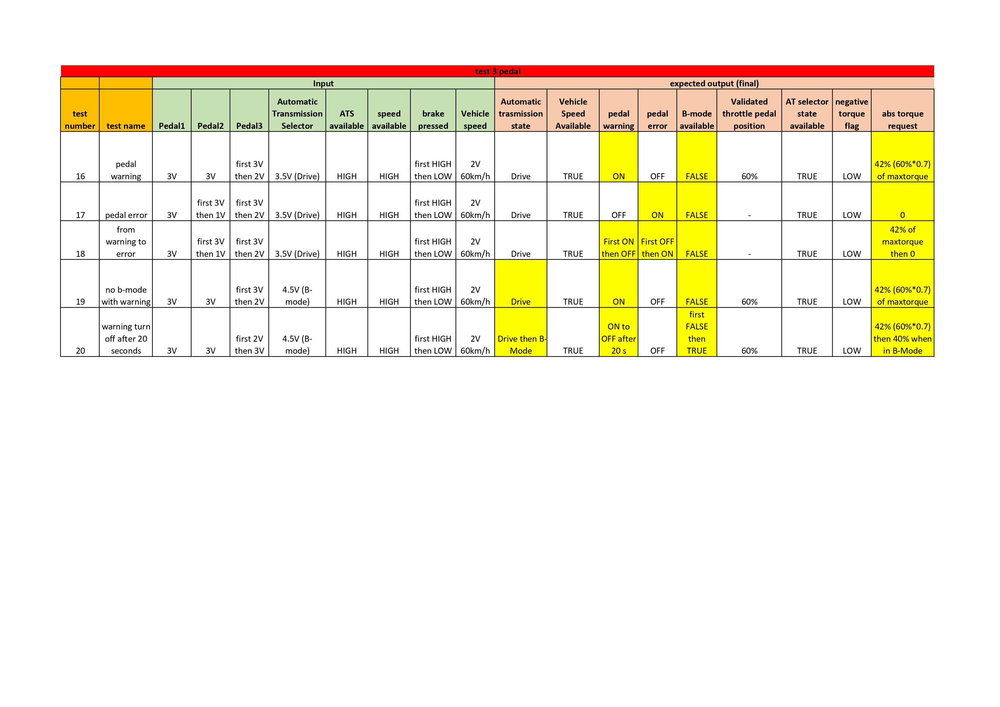 test 3 pedal
Input
expected output (final)
test number
test name
Pedal1
Pedal2
Pedal3
Automatic Transmission Selector
ATS available
speed available
brake pressed
Vehicle speed
Automatic trasmission state
Vehicle Speed Available
pedal warning
pedal error
B-mode available
Validated throttle pedal position
AT selector state available
negative torque flag
abs torque request
16
pedal warning
3V
3V
first 3V then 2V
3.5V (Drive)
HIGH
HIGH
first HIGH then LOW
2V 60km/h
Drive
TRUE
ON
OFF
FALSE
60%
TRUE
LOW
42% (60%*0.7) of maxtorque
17
pedal error
3V
first 3V then 1V
first 3V then 2V
3.5V (Drive)
HIGH
HIGH
first HIGH then LOW
2V 60km/h
Drive
TRUE
OFF
ON
FALSE
-
TRUE
LOW
0
18
from warning to error
3V
first 3V then 1V
first 3V then 2V
3.5V (Drive)
HIGH
HIGH
first HIGH then LOW
2V 60km/h
Drive
TRUE
First ON then OFF
First OFF then ON
FALSE
-
TRUE
LOW
42% of maxtorque then 0
19
no b-mode with warning
3V
3V
first 3V then 2V
4.5V (B-mode)
HIGH
HIGH
first HIGH then LOW
2V 60km/h
Drive
TRUE
ON
OFF
FALSE
60%
TRUE
LOW
42% (60%*0.7) of maxtorque
20
warning turn off after 20 seconds
3V
3V
first 2V then 3V
4.5V (B-mode)
HIGH
HIGH
first HIGH then LOW
2V 60km/h
Drive then B-Mode
TRUE
ON to OFF after 20 s
OFF
first FALSE then TRUE
60%
TRUE
LOW
42% (60%*0.7) then 40% when in B-Mode